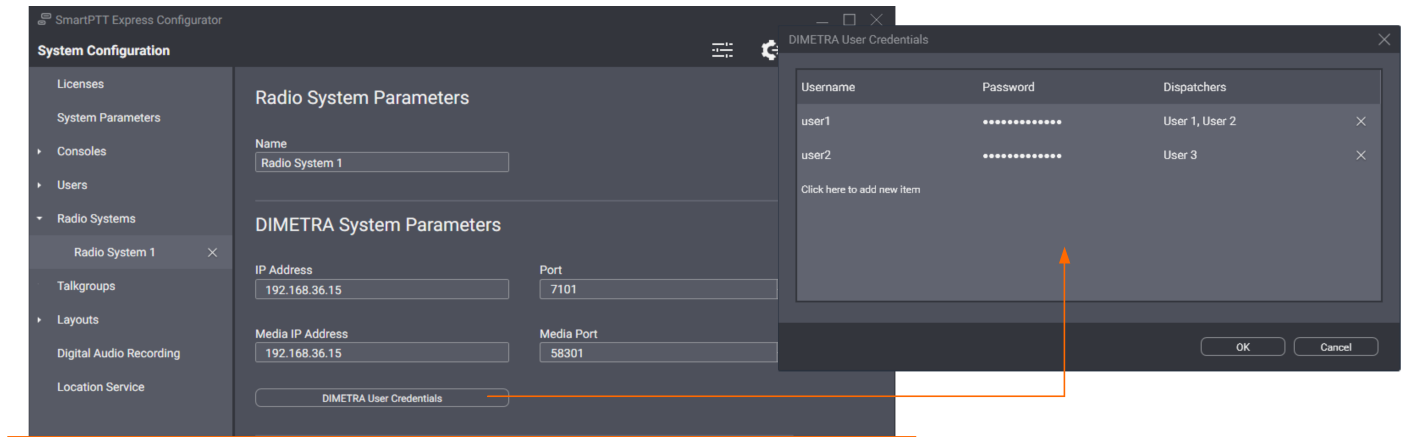 SmartPTT Express Configurator
System Configuration
Licenses
System Parameters
Consoles
Users
Radio Systems
Radio System 1
Talkgroups
Layouts
Digital Audio Recording
Location Service
Radio System Parameters
Name
Radio System 1
DIMETRA System Parameters
IP Address Port
192.168.36.15 7101
Media IP Address Media Port
192.168.36.15 58301
DIMETRA User Credentials
DIMETRA User Credentials
Username Password Dispatchers
user1 ••••••••••••• User 1, User 2
user2 ••••••••••••• User 3
Click here to add new item
OK Cancel